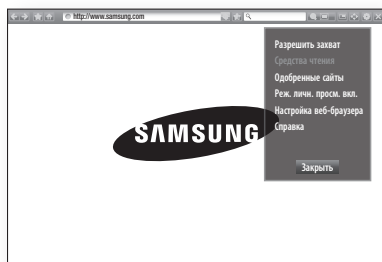 http://www.samsung.com
Разрешить захват
Средства чтения
Одобренные сайты
Реж. личн. просм. вкл.
Настройка веб-браузера
Справка
SAMSUNG
Закрыть